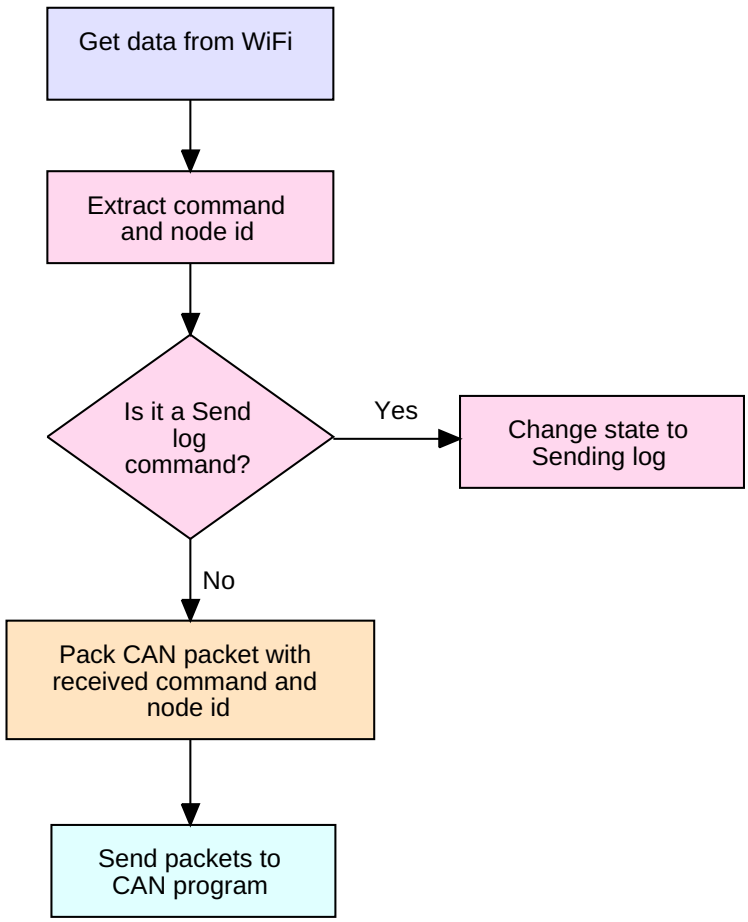 Get data from WiFi
Extract command
and node id
Is it a Send
log
command?
Yes
Change state to
Sending log
No
Pack CAN packet with
received command and
node id
Send packets to
CAN program